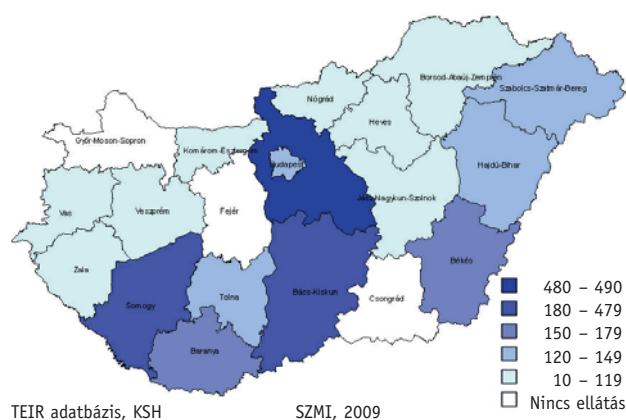 Borsod-Abaúj-Zemplén
Szabolcs-Szatmár-Bereg
Nógrád
Heves
Győr-Moson-Sopron
Komárom-Esztergom
Budapest
Hajdú-Bihar
Jász-Nagykun-Szolnok
Vas
Veszprém
Fejér
Zala
Békés
Somogy
Tolna
Bács-Kiskun
Csongrád
Baranya
480 – 490
180 – 479
150 – 179
120 – 149
10 – 119
Nincs ellátás
TEIR adatbázis, KSH
SZMI, 2009